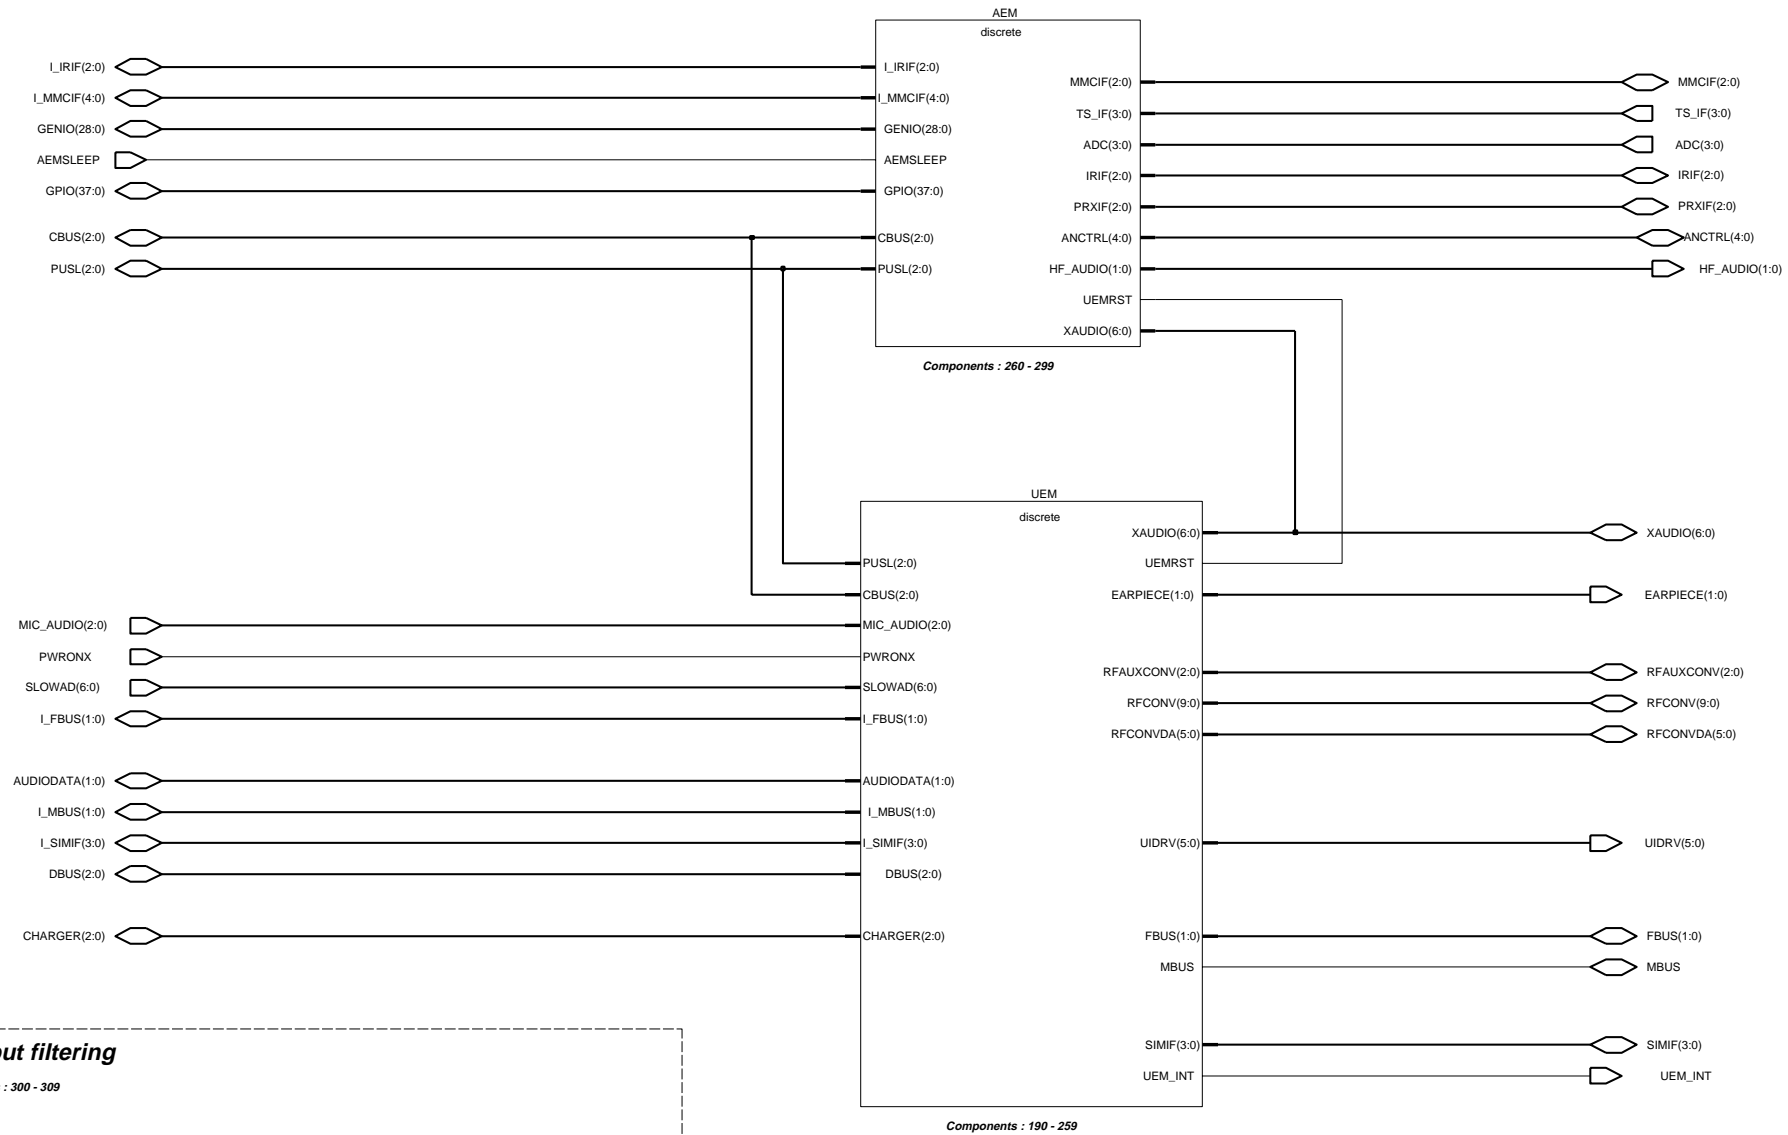 AEM
discrete
I_IRIF(2:0)
I_MMCIF(4:0)
GENIO(28:0)
AEMSLEEP
GPIO(37:0)
CBUS(2:0)
PUSL(2:0)
I_IRIF(2:0)
I_MMCIF(4:0)
GENIO(28:0)
AEMSLEEP
GPIO(37:0)
CBUS(2:0)
PUSL(2:0)
MMCIF(2:0)
TS_IF(3:0)
ADC(3:0)
IRIF(2:0)
PRXIF(2:0)
ANCTRL(4:0)
HF_AUDIO(1:0)
UEMRST
XAUDIO(6:0)
MMCIF(2:0)
TS_IF(3:0)
ADC(3:0)
IRIF(2:0)
PRXIF(2:0)
ANCTRL(4:0)
HF_AUDIO(1:0)
Components : 260 - 299
UEM
discrete
MIC_AUDIO(2:0)
PWRONX
SLOWAD(6:0)
I_FBUS(1:0)
AUDIODATA(1:0)
I_MBUS(1:0)
I_SIMIF(3:0)
DBUS(2:0)
CHARGER(2:0)
PUSL(2:0)
CBUS(2:0)
MIC_AUDIO(2:0)
PWRONX
SLOWAD(6:0)
I_FBUS(1:0)
AUDIODATA(1:0)
I_MBUS(1:0)
I_SIMIF(3:0)
DBUS(2:0)
CHARGER(2:0)
XAUDIO(6:0)
UEMRST
EARPIECE(1:0)
RFAUXCONV(2:0)
RFCONV(9:0)
RFCONVDA(5:0)
UIDRV(5:0)
FBUS(1:0)
MBUS
SIMIF(3:0)
UEM_INT
XAUDIO(6:0)
EARPIECE(1:0)
RFAUXCONV(2:0)
RFCONV(9:0)
RFCONVDA(5:0)
UIDRV(5:0)
FBUS(1:0)
MBUS
SIMIF(3:0)
UEM_INT
Components : 190 - 259
ut filtering
: 300 - 309